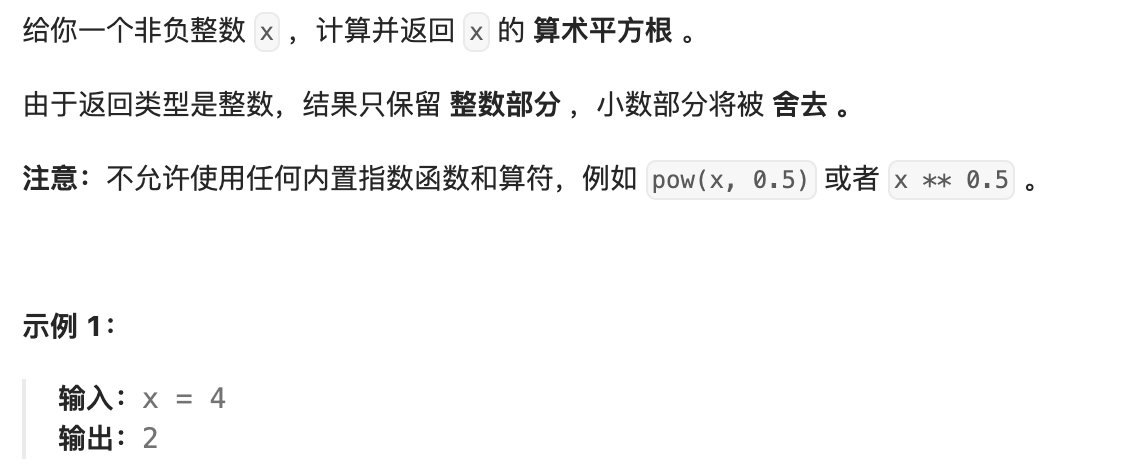 给你一个非负整数 x ，计算并返回 x 的 算术平方根 。
由于返回类型是整数，结果只保留 整数部分 ，小数部分将被 舍去 。
注意：不允许使用任何内置指数函数和算符，例如 pow(x, 0.5) 或者 x ** 0.5 。
示例 1：
输入：x = 4
输出：2